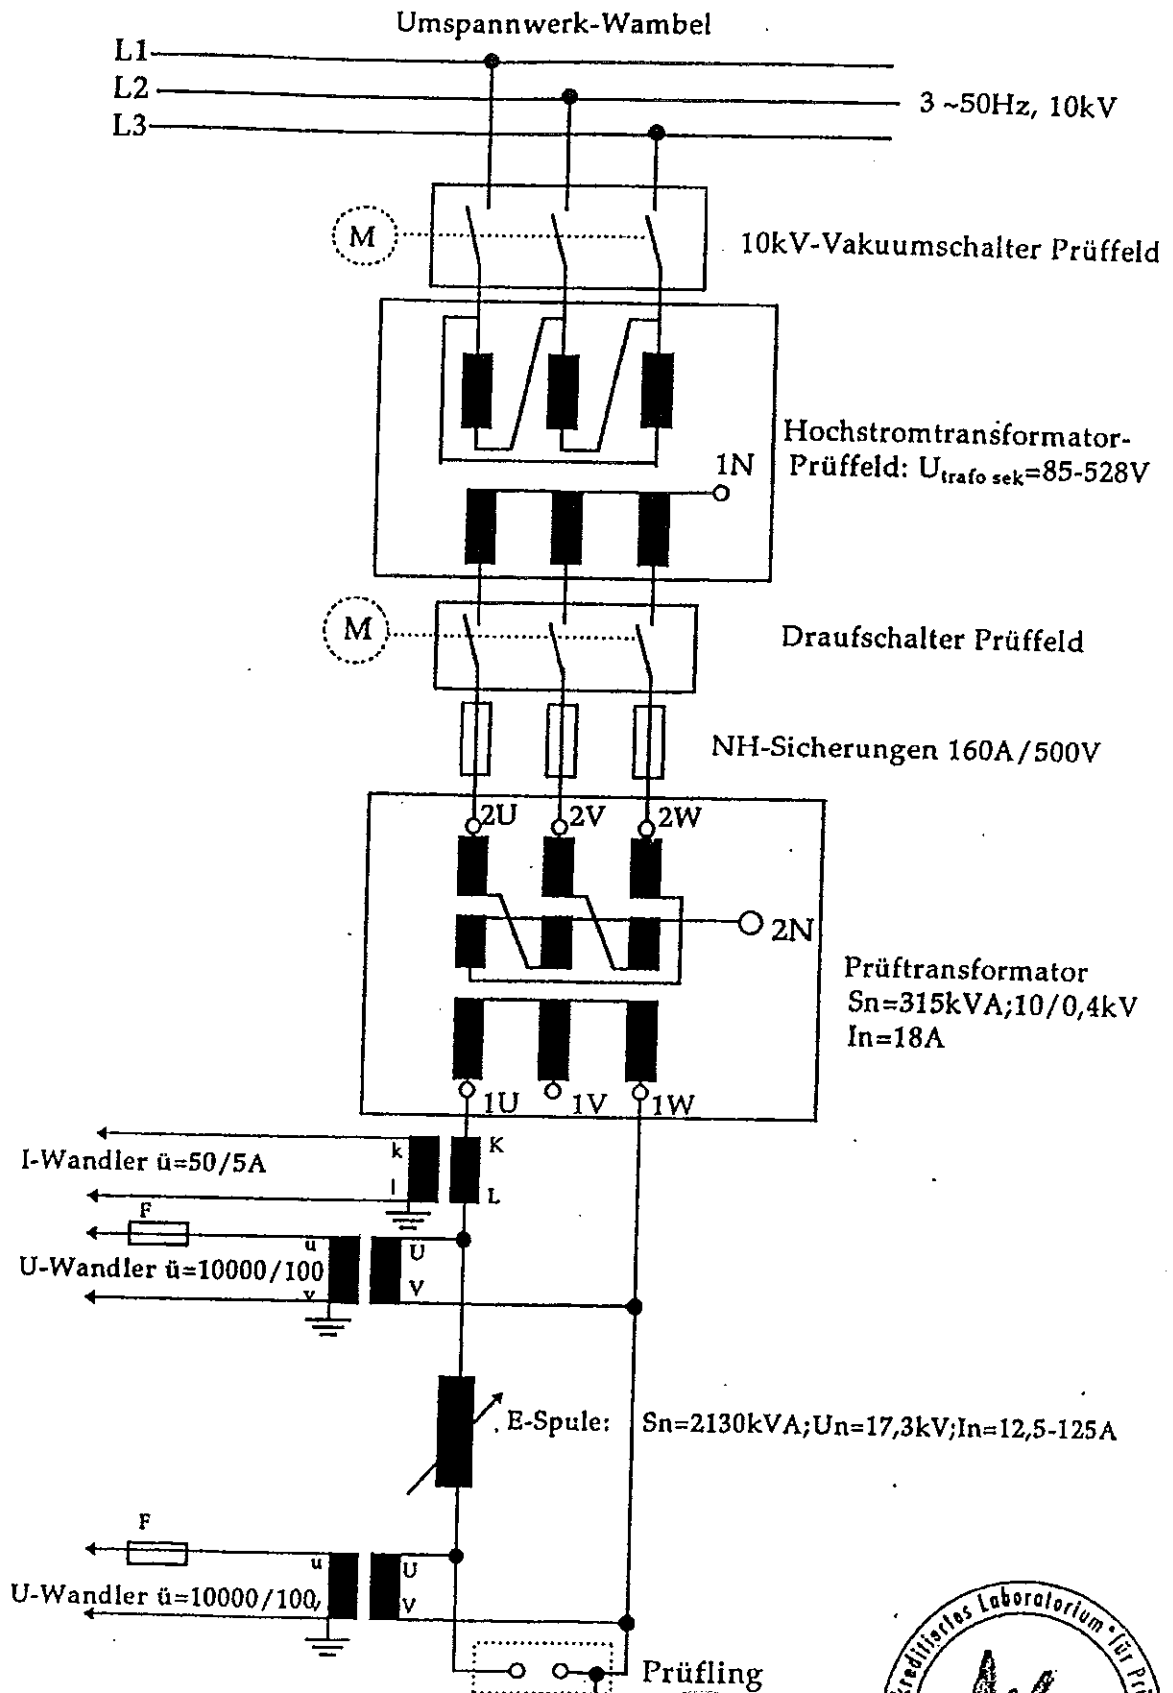 Umspannwerk-Wambel
L1
L2
3 ~50Hz, 10kV
L3
M
10kV-Vakuumschalter Prüffeld
Hochstromtransformator-
1N
Prüffeld: Utrafo sek=85-528V
M
Draufschalter Prüffeld
NH-Sicherungen 160A/500V
2U
2V
2W
2N
Prüftransformator
Sn=315kVA;10/0,4kV
In=18A
1U
1V
1W
k
K
I-Wandler ü=50/5A
l
L
F
u
U
U-Wandler ü=10000/100
v
V
E-Spule: Sn=2130kVA;Un=17,3kV;In=12,5-125A
F
u
U
U-Wandler ü=10000/100
v
V
Prüfling
Laboratorium für